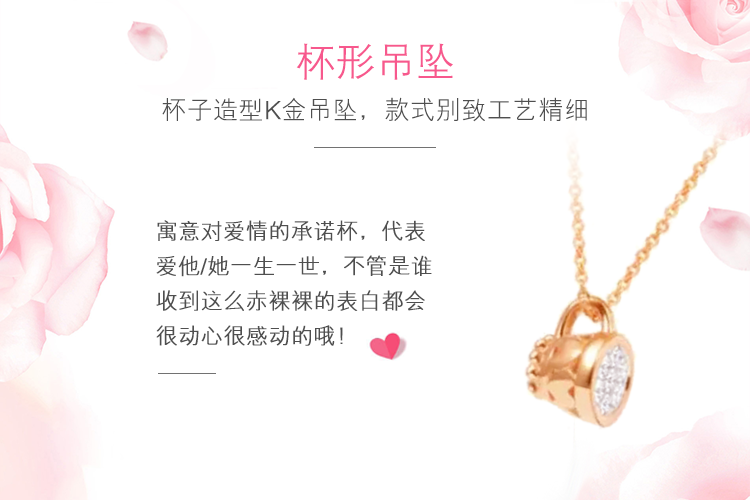 杯形吊坠
杯子造型K金吊坠，款式别致工艺精细
寓意对爱情的承诺杯，代表
爱他/她一生一世，不管是谁
收到这么赤裸裸的表白都会
很动心很感动的哦！